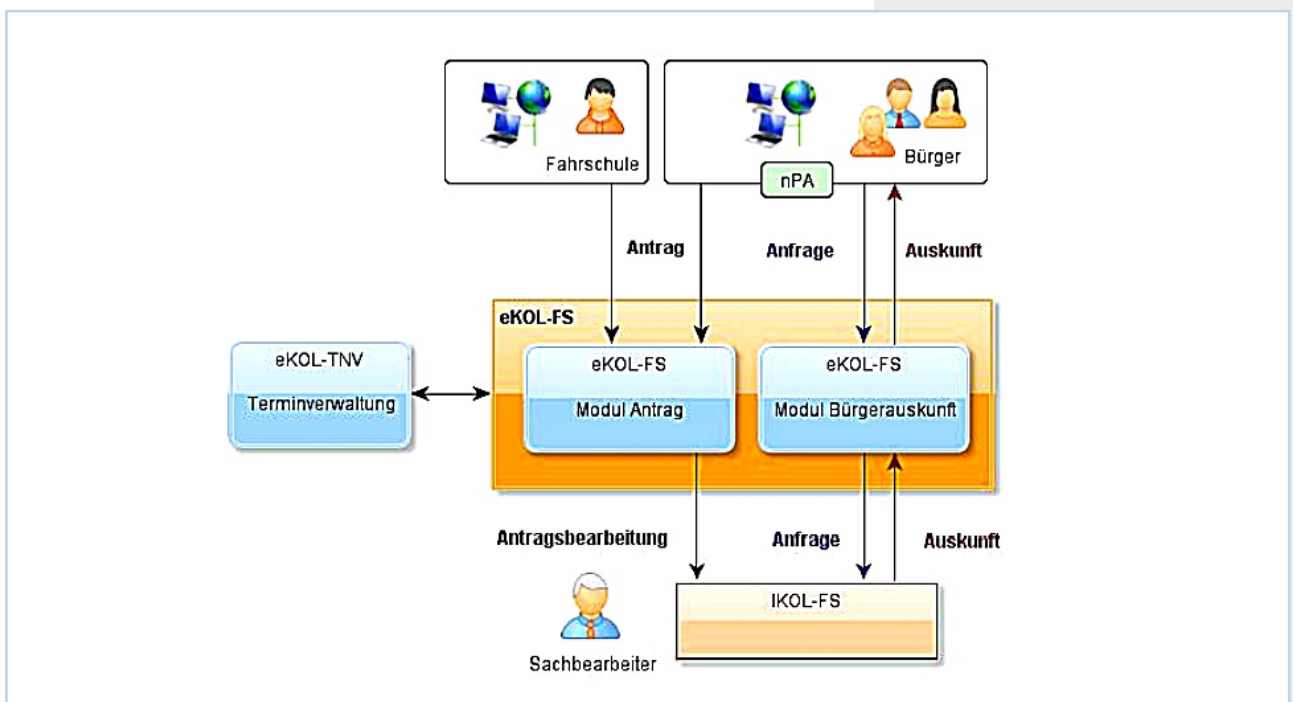 Fahrschule
Bürger
nPA
Antrag
Anfrage
Auskunft
eKOL-FS
eKOL-TNV
Terminverwaltung
eKOL-FS
Modul Antrag
eKOL-FS
Modul Bürgerauskunft
Antragsbearbeitung
Anfrage
Auskunft
IKOL-FS
Sachbearbeiter